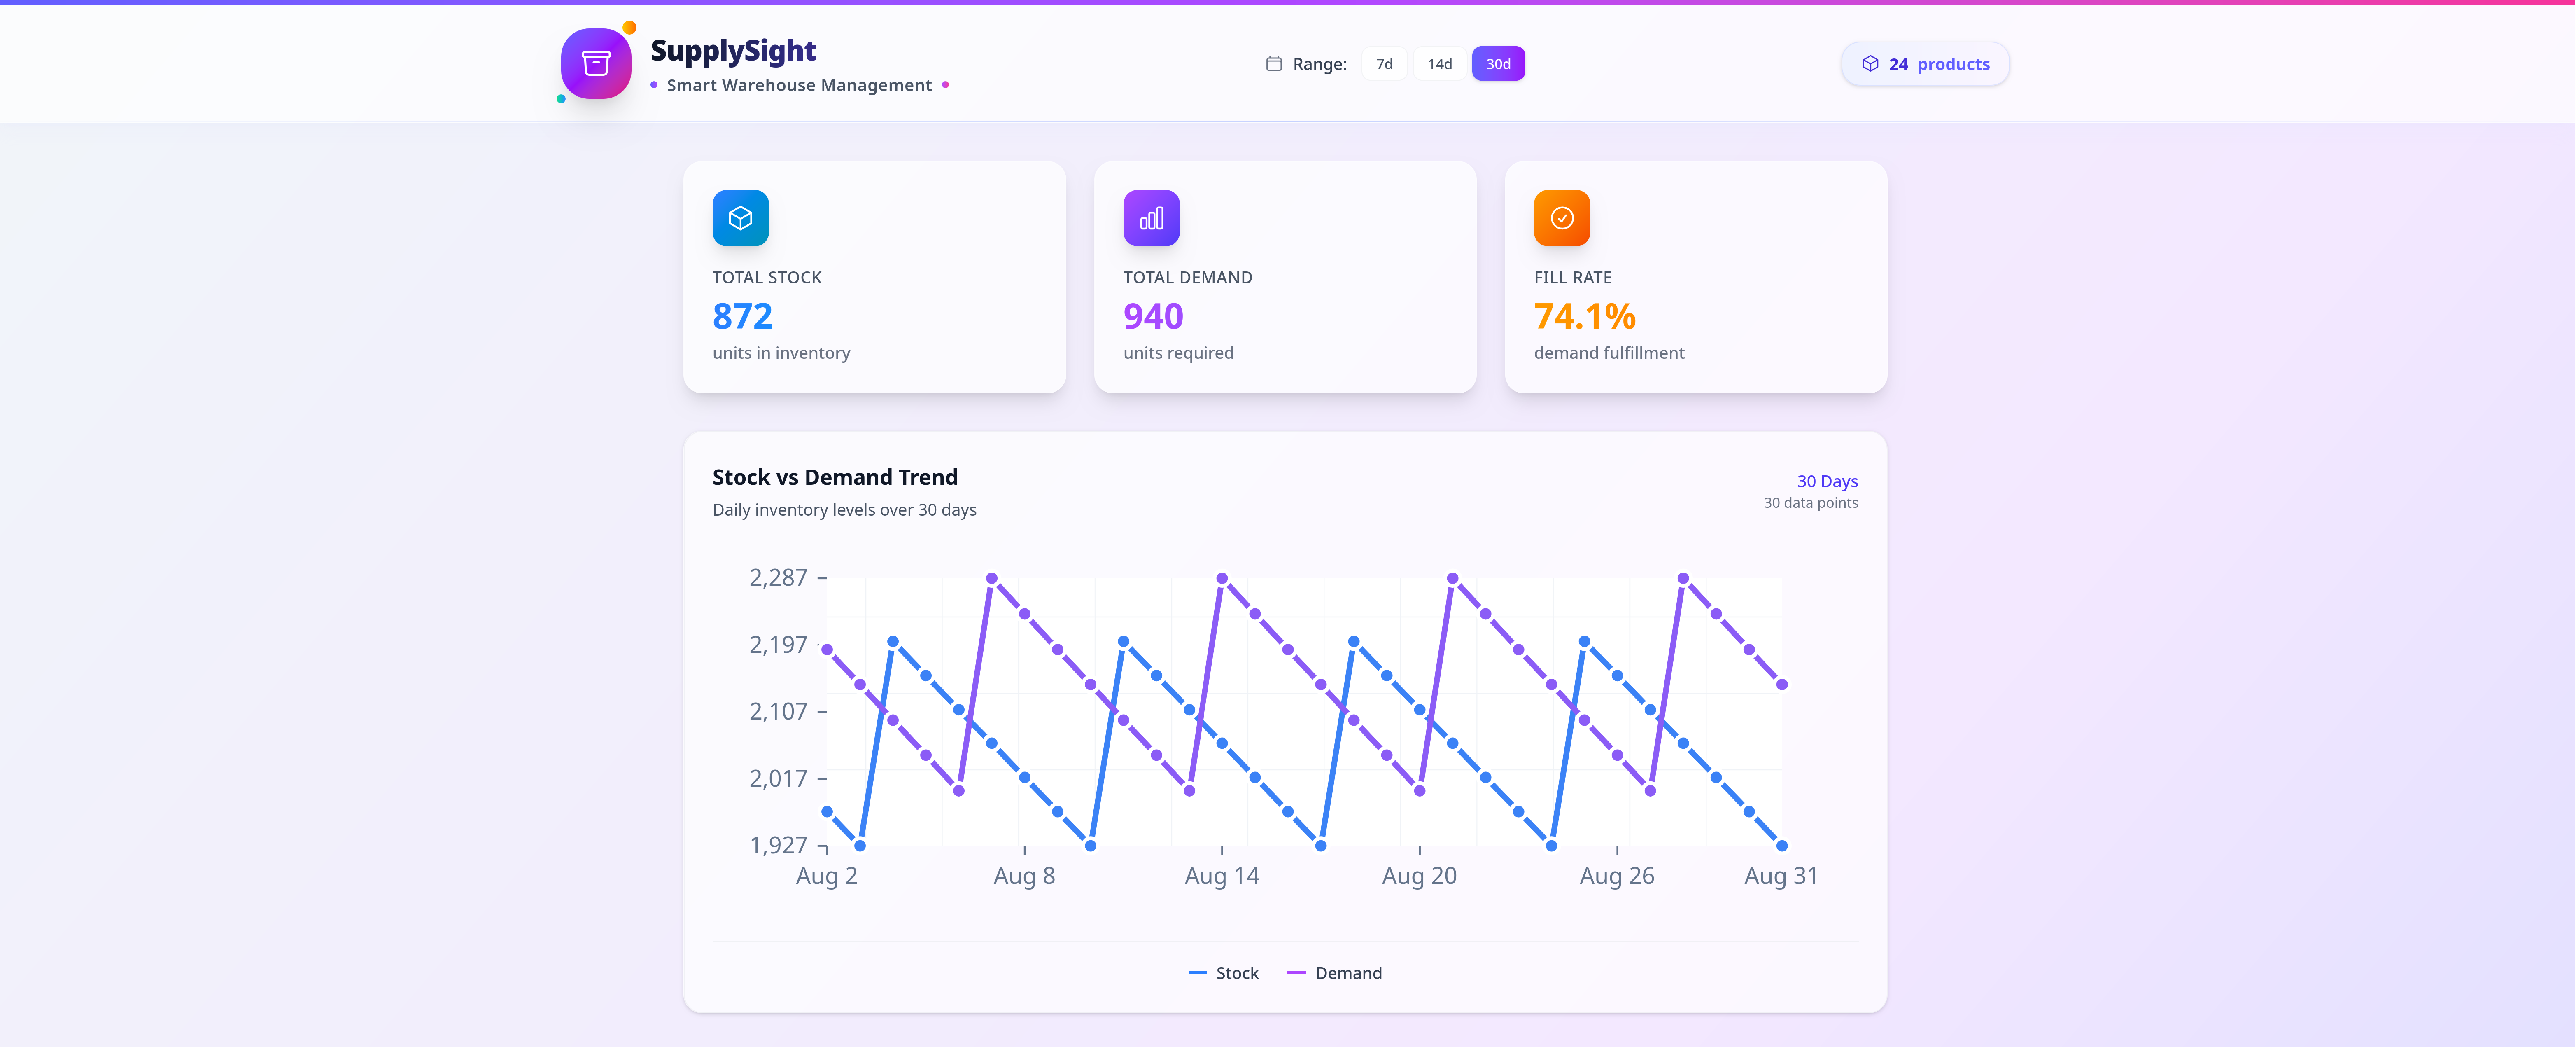 SupplySight
Smart Warehouse Management
Range: 7d 14d 30d
24 products
TOTAL STOCK
872
units in inventory
TOTAL DEMAND
940
units required
FILL RATE
74.1%
demand fulfillment
Stock vs Demand Trend
Daily inventory levels over 30 days
30 Days
30 data points
2,287
2,197
2,107
2,017
1,927
Aug 2 Aug 8 Aug 14 Aug 20 Aug 26 Aug 31
Stock Demand